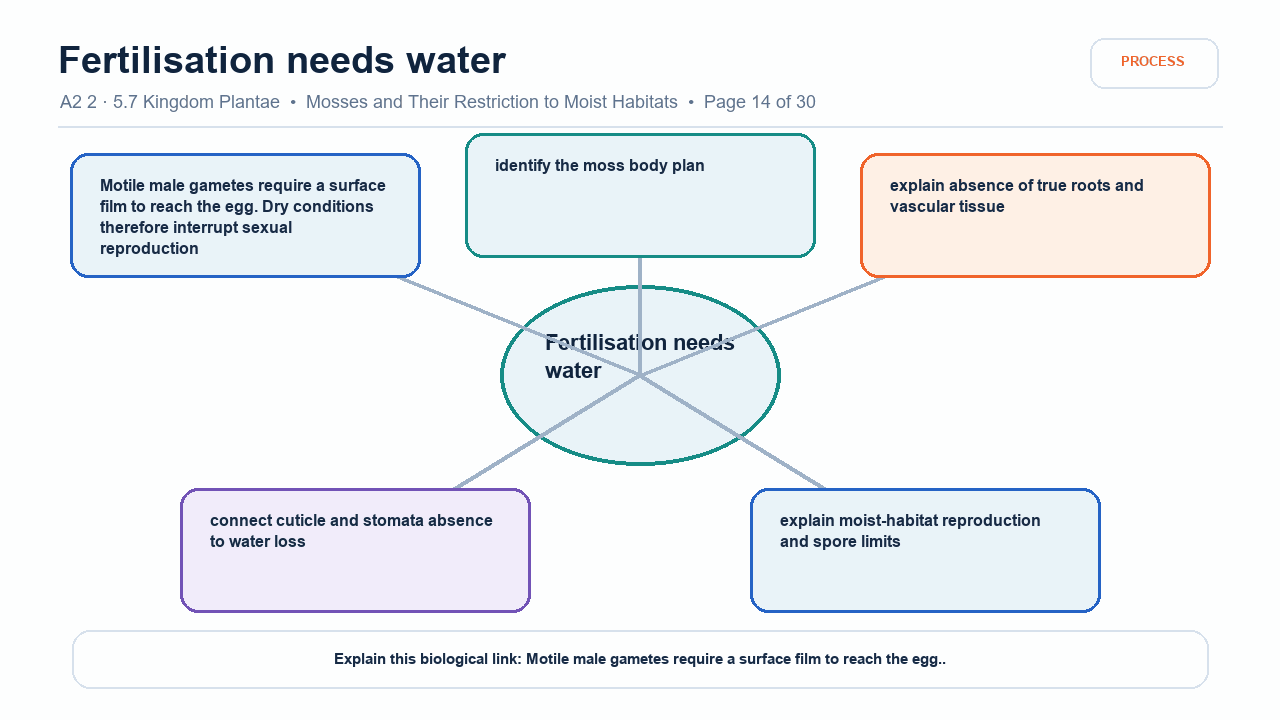 Fertilisation needs water
PROCESS
A2 2 · 5.7 Kingdom Plantae • Mosses and Their Restriction to Moist Habitats • Page 14 of 30
Motile male gametes require a surface
film to reach the egg. Dry conditions
therefore interrupt sexual
reproduction
identify the moss body plan
explain absence of true roots and
vascular tissue
Fertilisation needs
water
connect cuticle and stomata absence
to water loss
explain moist-habitat reproduction
and spore limits
Explain this biological link: Motile male gametes require a surface film to reach the egg..